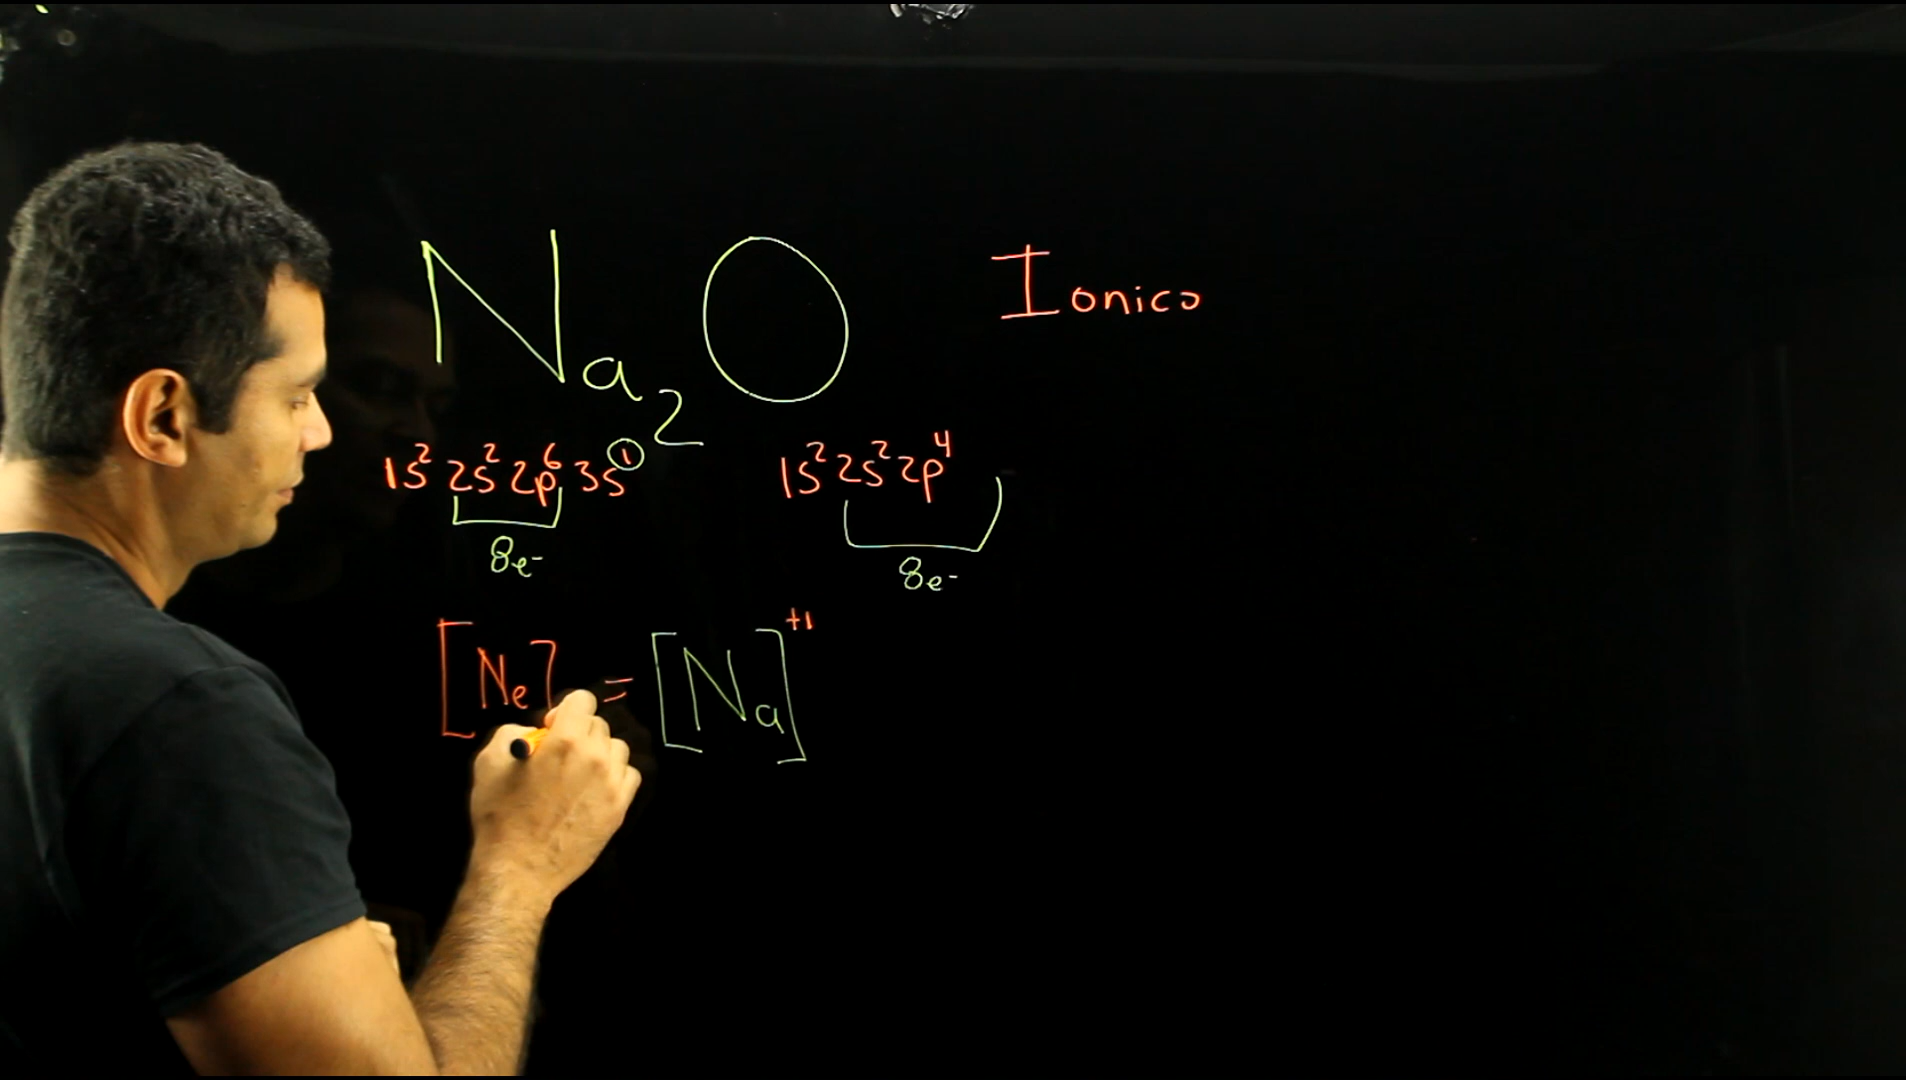 Na₂O Ionico
1s² 2s² 2p⁶ 3s¹ 1s² 2s² 2p⁴
8e⁻ 8e⁻
[Ne] = [Na]⁺¹